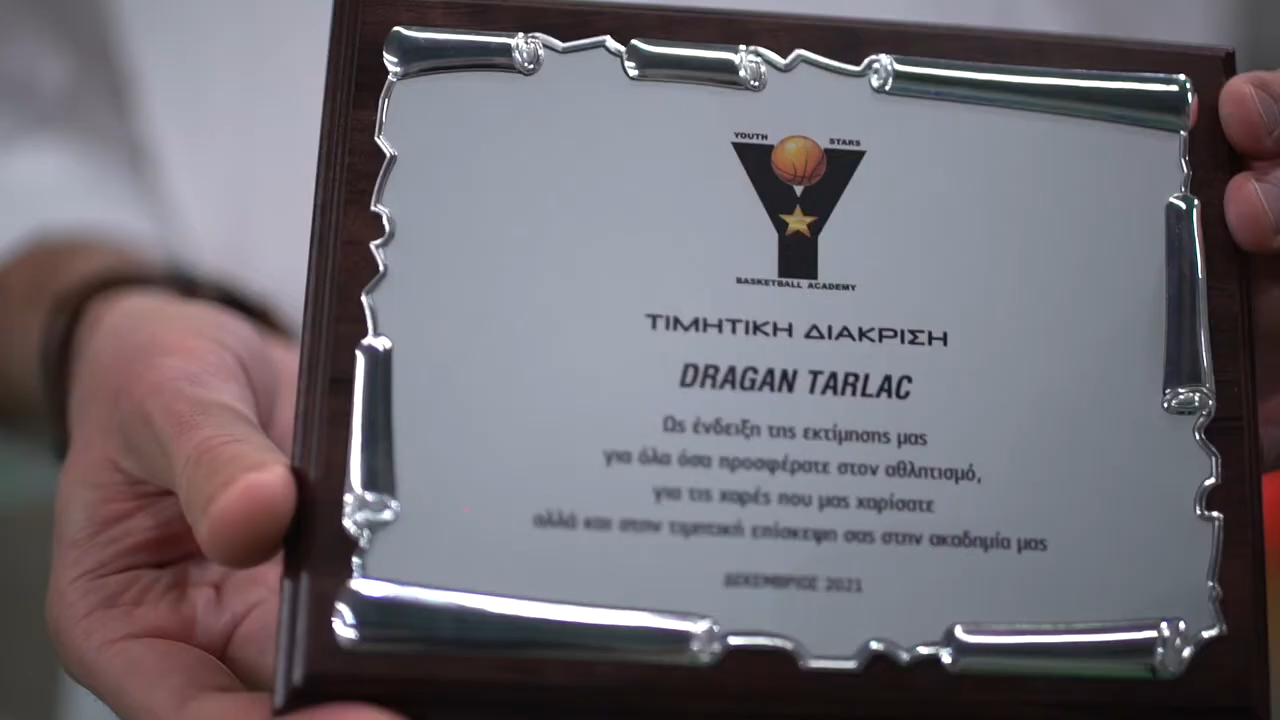 YOUTH STARS
BASKETBALL ACADEMY
ΤΙΜΗΤΙΚΗ ΔΙΑΚΡΙΣΗ
DRAGAN TARLAC
Ως ένδειξη της εκτίμησης μας
για όλα όσα προσφέρατε στον αθλητισμό,
για τις χαρές που μας χαρίσατε
αλλά και στην τιμητική επίσκεψη σας στην ακαδημία μας
ΔΕΚΕΜΒΡΙΟΣ 2021